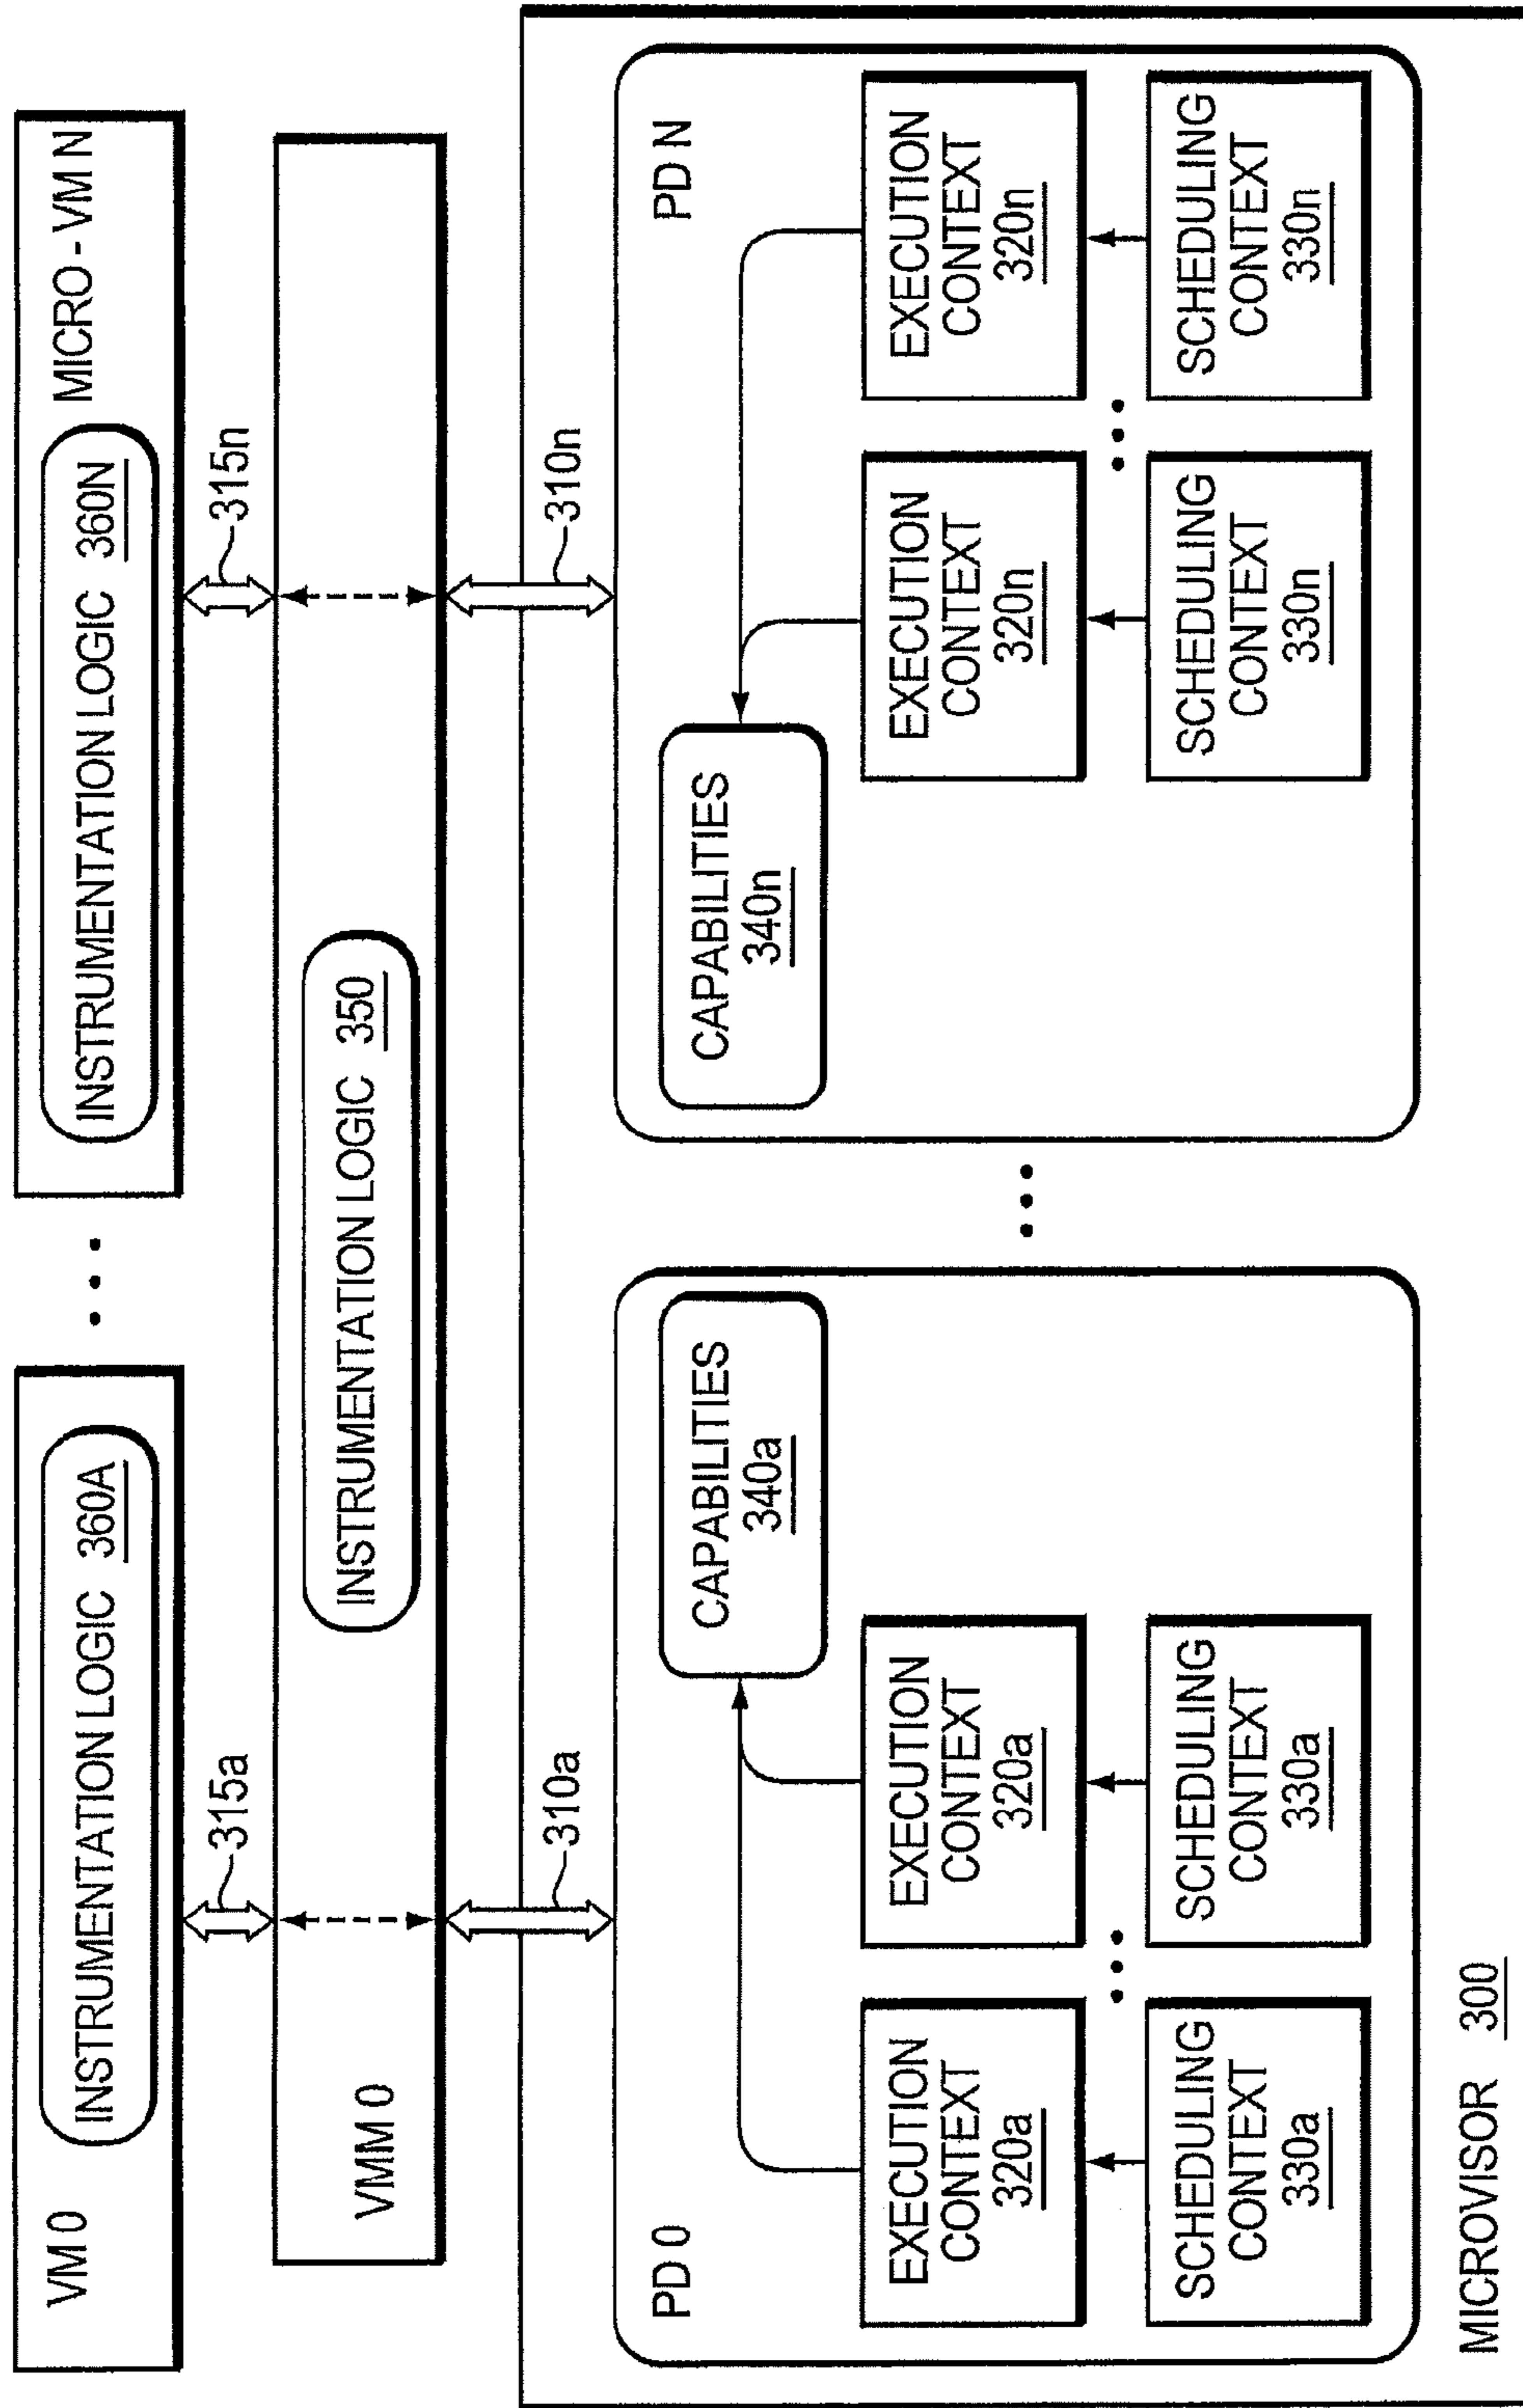 VM 0
INSTRUMENTATION LOGIC 360A
MICRO - VM N
INSTRUMENTATION LOGIC 360N
315a
315n
VMM 0
INSTRUMENTATION LOGIC 350
310a
310n
PD 0
CAPABILITIES
340a
EXECUTION
CONTEXT
320a
EXECUTION
CONTEXT
320a
SCHEDULING
CONTEXT
330a
SCHEDULING
CONTEXT
330a
PD N
CAPABILITIES
340n
EXECUTION
CONTEXT
320n
EXECUTION
CONTEXT
320n
SCHEDULING
CONTEXT
330n
SCHEDULING
CONTEXT
330n
MICROVISOR 300